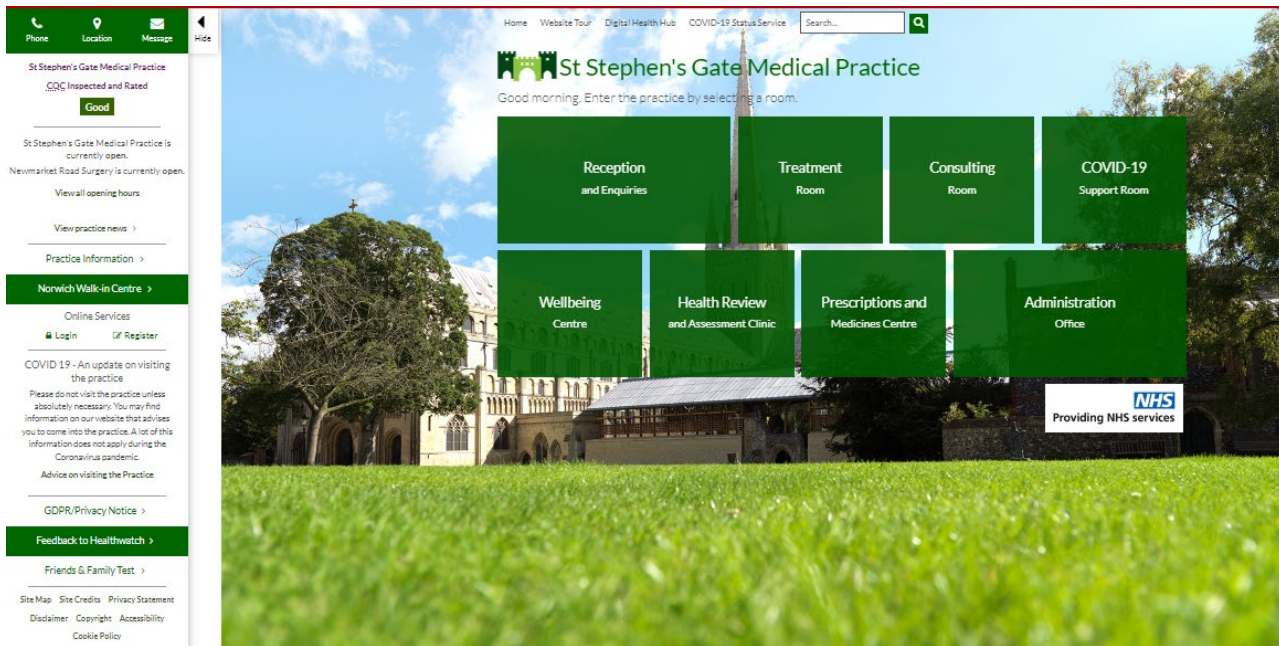 Phone
Location
Message
Hide
St Stephen's Gate Medical Practice
CQC Inspected and Rated
Good
St Stephen's Gate Medical Practice is
currently open.
Newmarket Road Surgery is currently open.
View all opening hours
View practice news >
Practice Information >
Norwich Walk-in Centre >
Online Services
Login
Register
COVID 19 - An update on visiting
the practice
Please do not visit the practice unless
absolutely necessary. You may find
information on our website that advises
you to come into the practice. A lot of this
information does not apply during the
Coronavirus pandemic.
Advice on visiting the Practice
GDPR/Privacy Notice >
Feedback to Healthwatch >
Friends & Family Test >
Site Map Site Credits Privacy Statement
Disclaimer Copyright Accessibility
Cookie Policy
Home Website Tour Digital Health Hub COVID-19 Status Service Search...
St Stephen's Gate Medical Practice
Good morning. Enter the practice by selecting a room.
Reception
and Enquiries
Treatment
Room
Consulting
Room
COVID-19
Support Room
Wellbeing
Centre
Health Review
and Assessment Clinic
Prescriptions and
Medicines Centre
Administration
Office
NHS
Providing NHS services